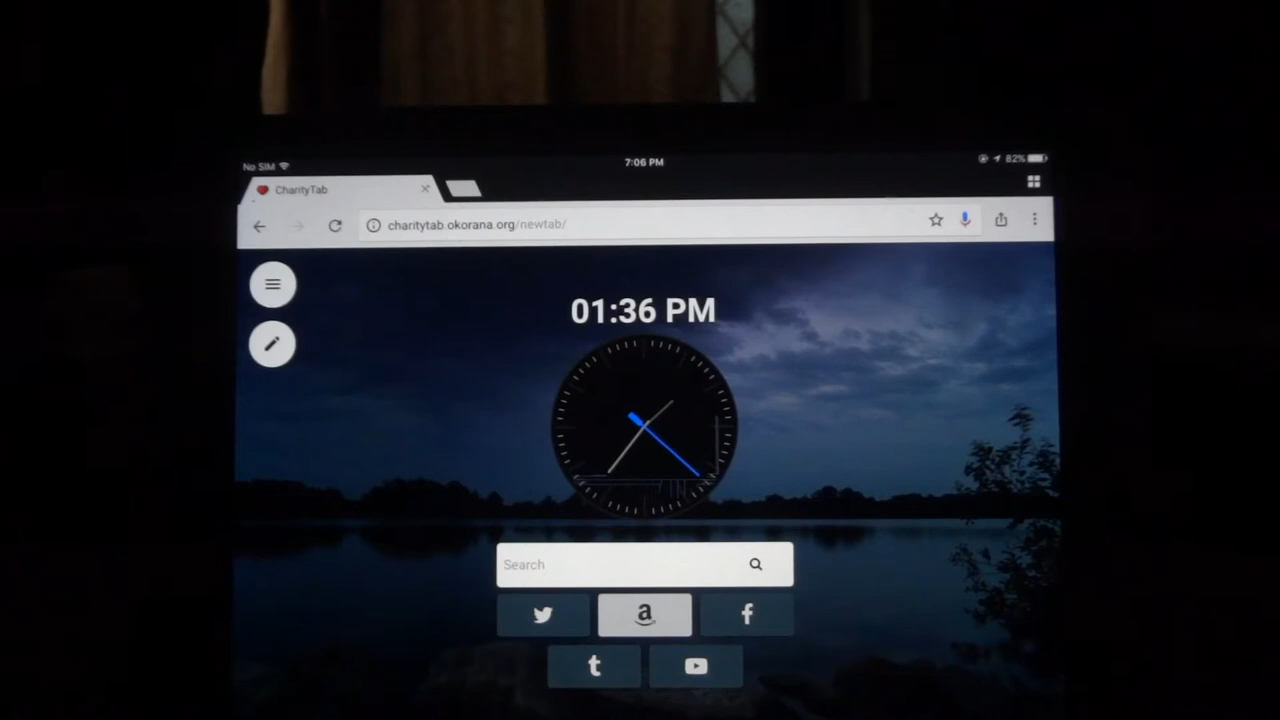 No SIM 7:06 PM 82%
CharityTab
charitytab.okorana.org/newtab/
01:36 PM
Search
a
t